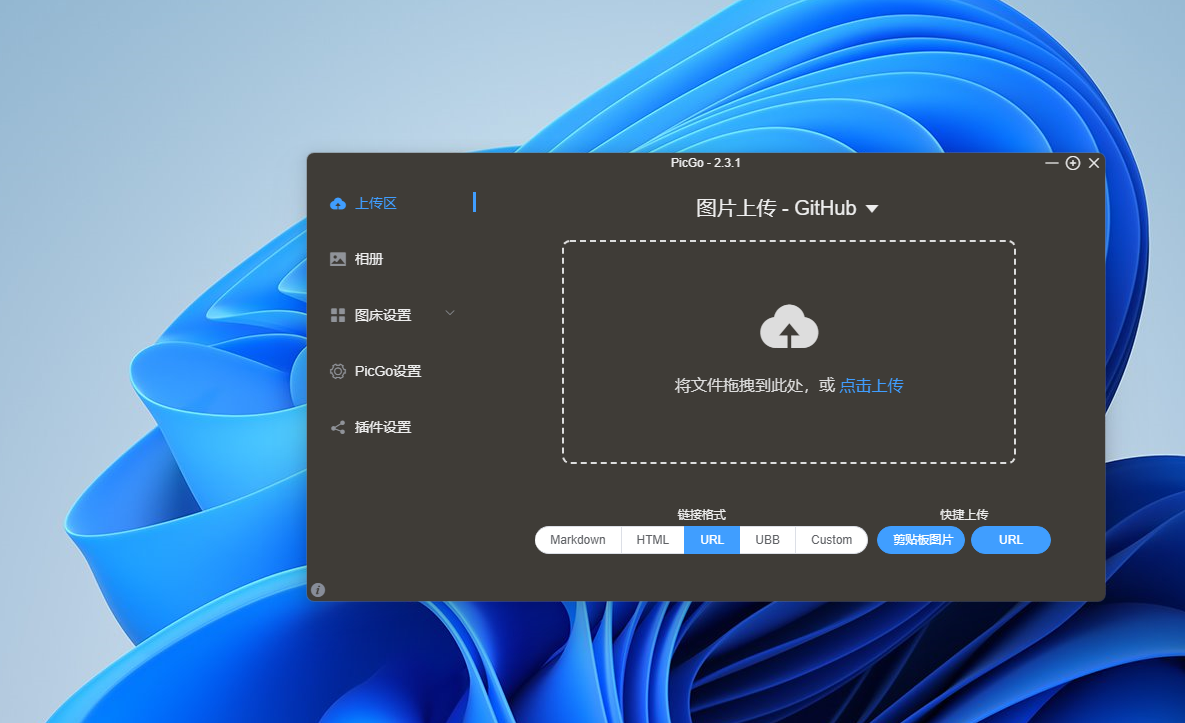 PicGo - 2.3.1
上传区
相册
图床设置
PicGo设置
插件设置
图片上传 - GitHub
将文件拖拽到此处，或 点击上传
链接格式
Markdown HTML URL UBB Custom
快捷上传
剪贴板图片 URL